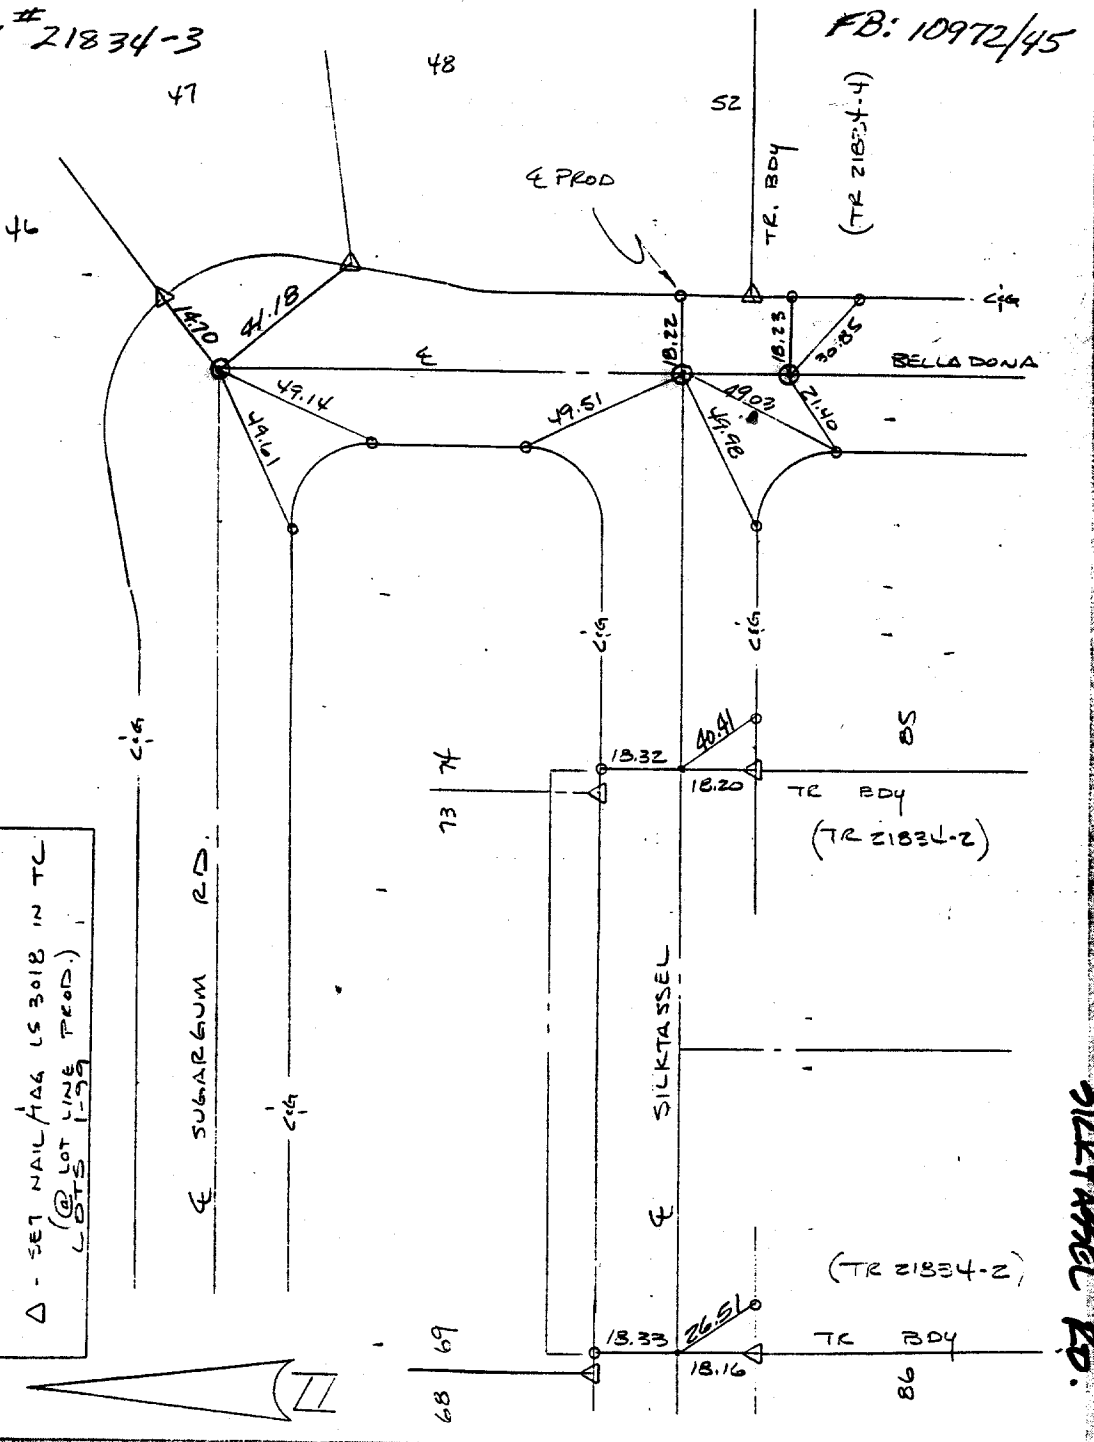 # 21834-3
FB: 10972/45
47
48
52
TR. BDY
(TR 21834-4)
46
℄ PROD
14.70
41.18
18.22
18.23
30.85
C&G
℄
BELLADONA
49.14
49.61
49.51
49.03
49.98
21.40
C&G
C&G
C&G
40.41
85
18.32
18.20
TR BDY
(TR 21834-2)
74
73
△ - SET NAIL/TAG LS 3018 IN TC
(@ LOT LINE PROD.)
LOTS 1-99
℄ SUGARGUM RD.
C&G
℄ SILKTASSEL
SILKTASSEL RD.
(TR 21834-2)
26.51
18.33
18.16
TR BDY
86
69
68